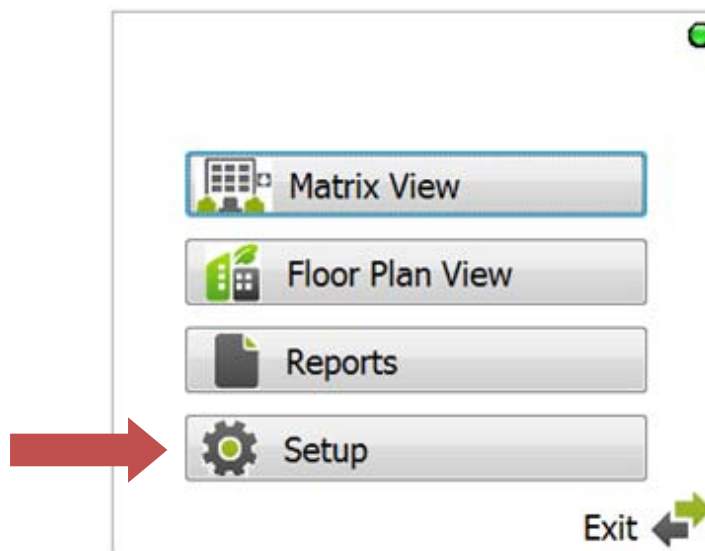 Matrix View
Floor Plan View
Reports
Setup
Exit